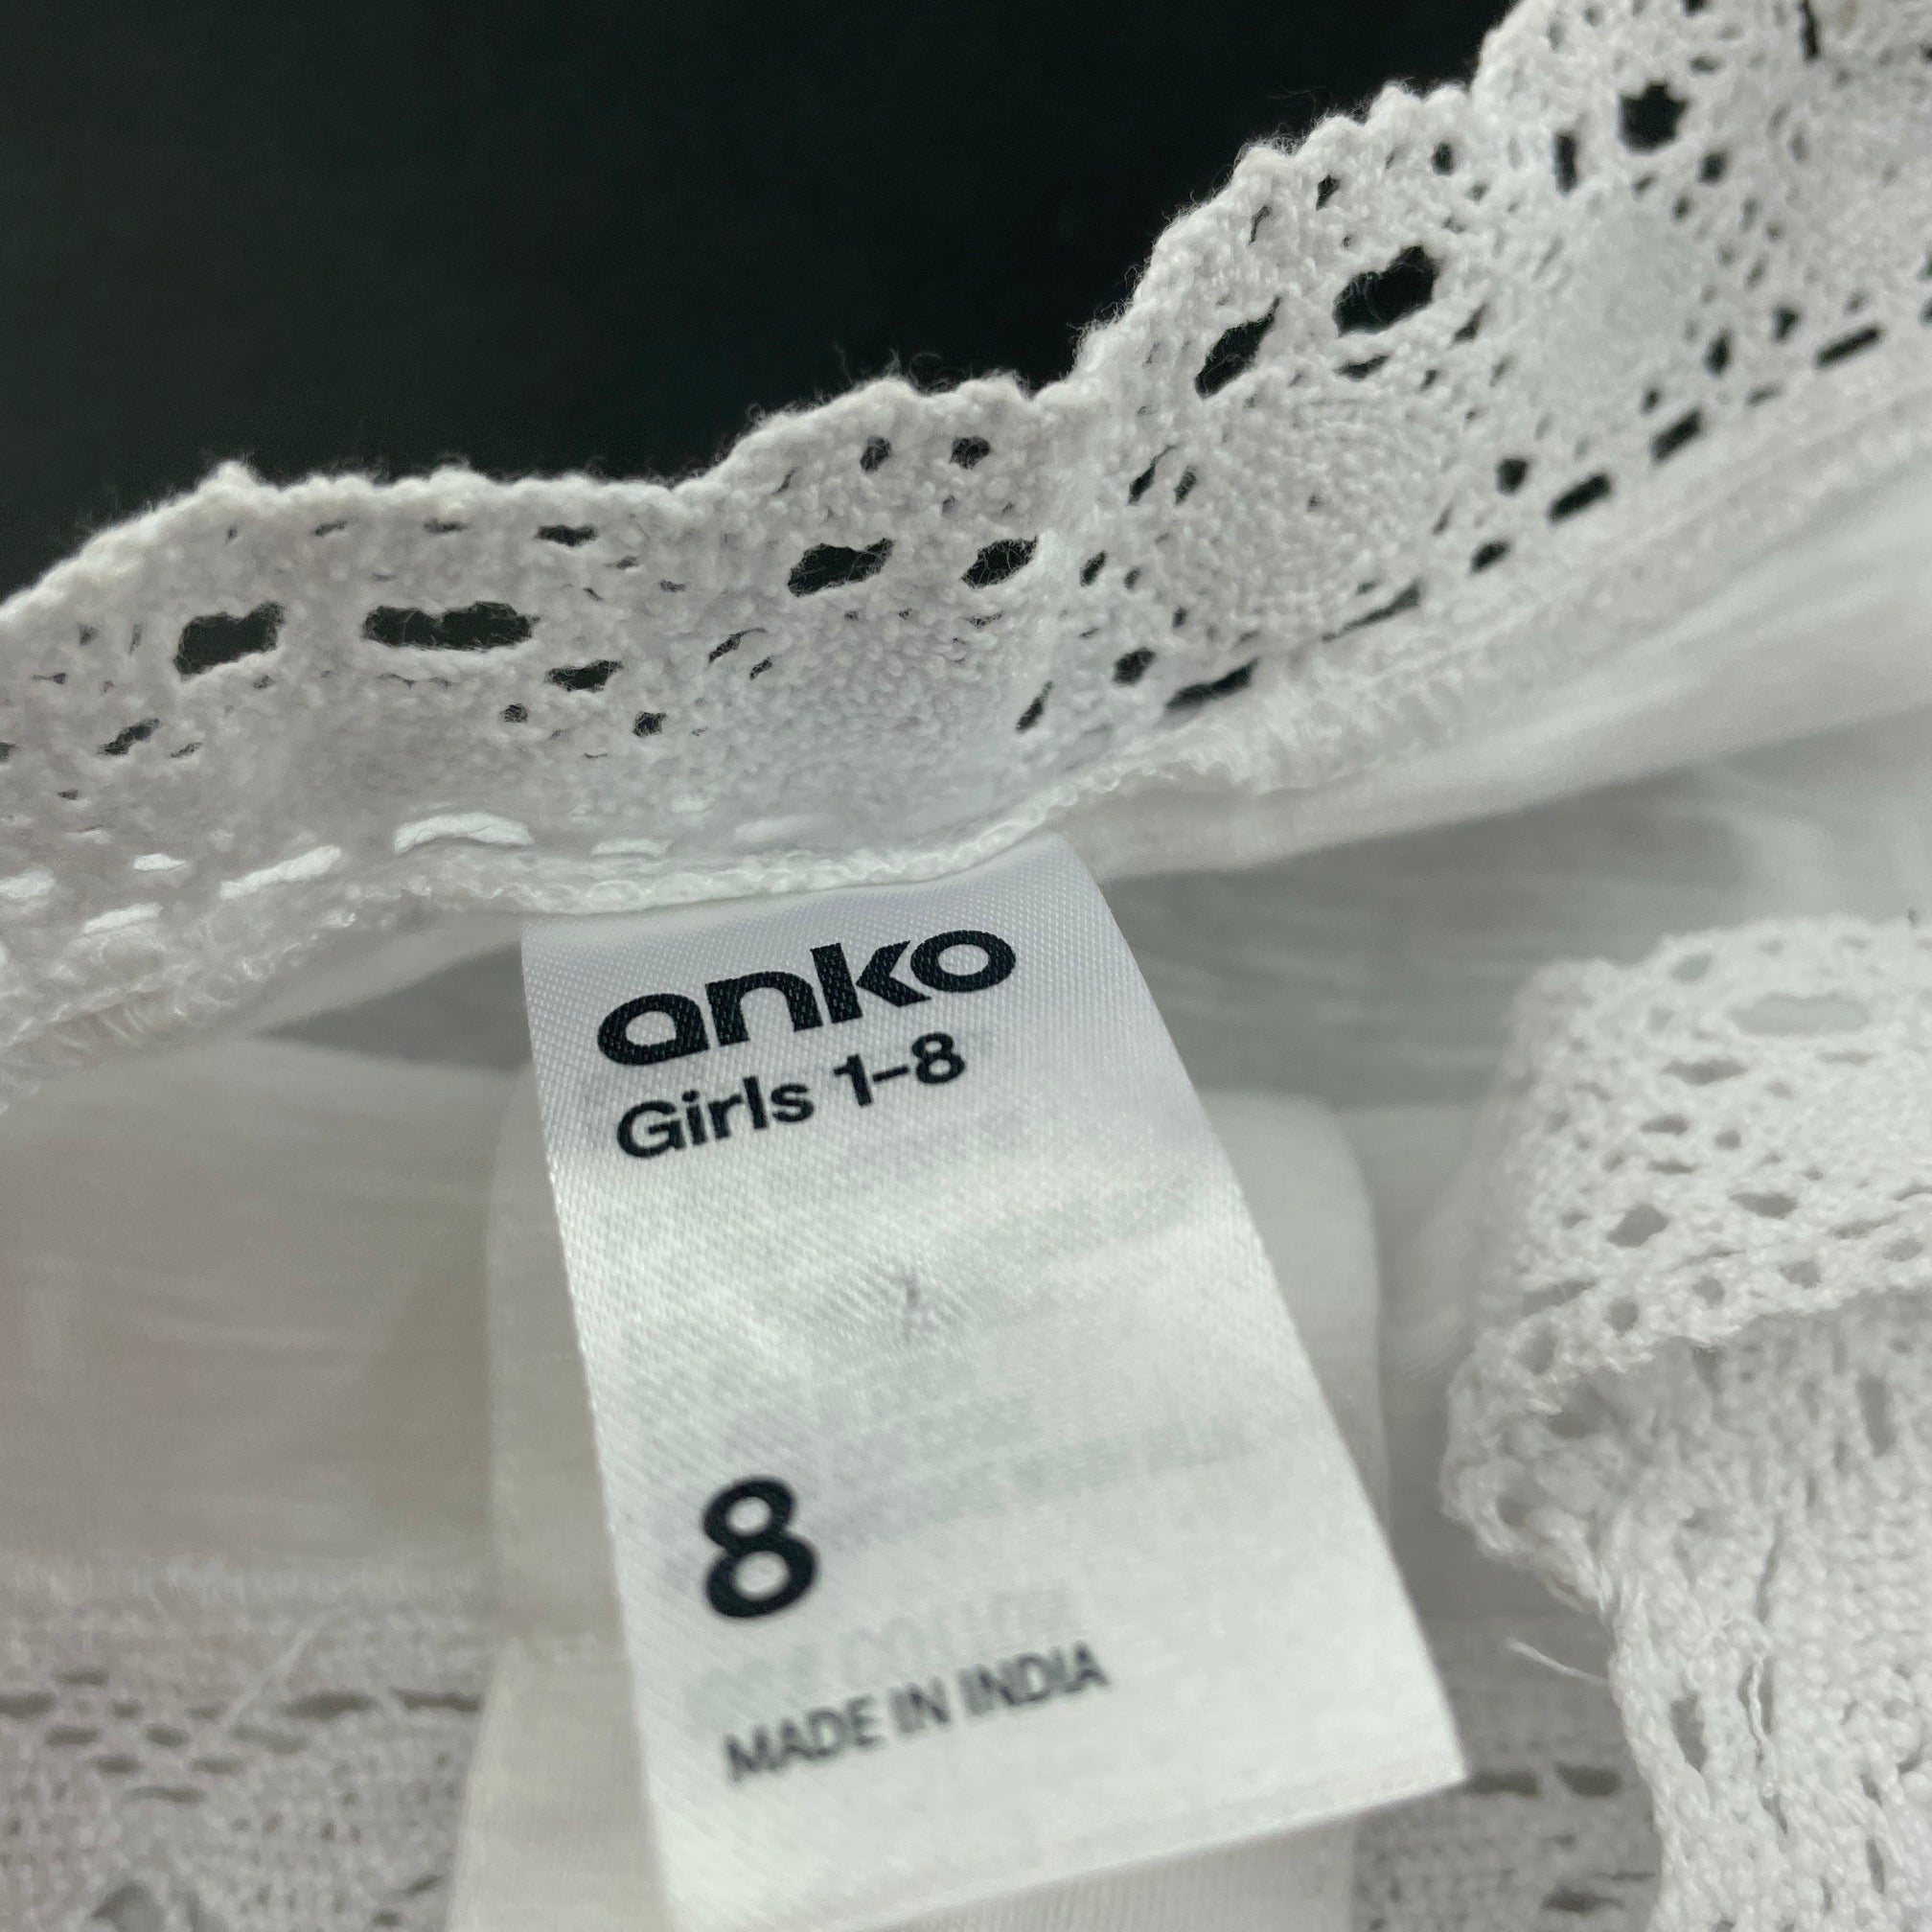 anko
Girls 1-8
8
MADE IN INDIA